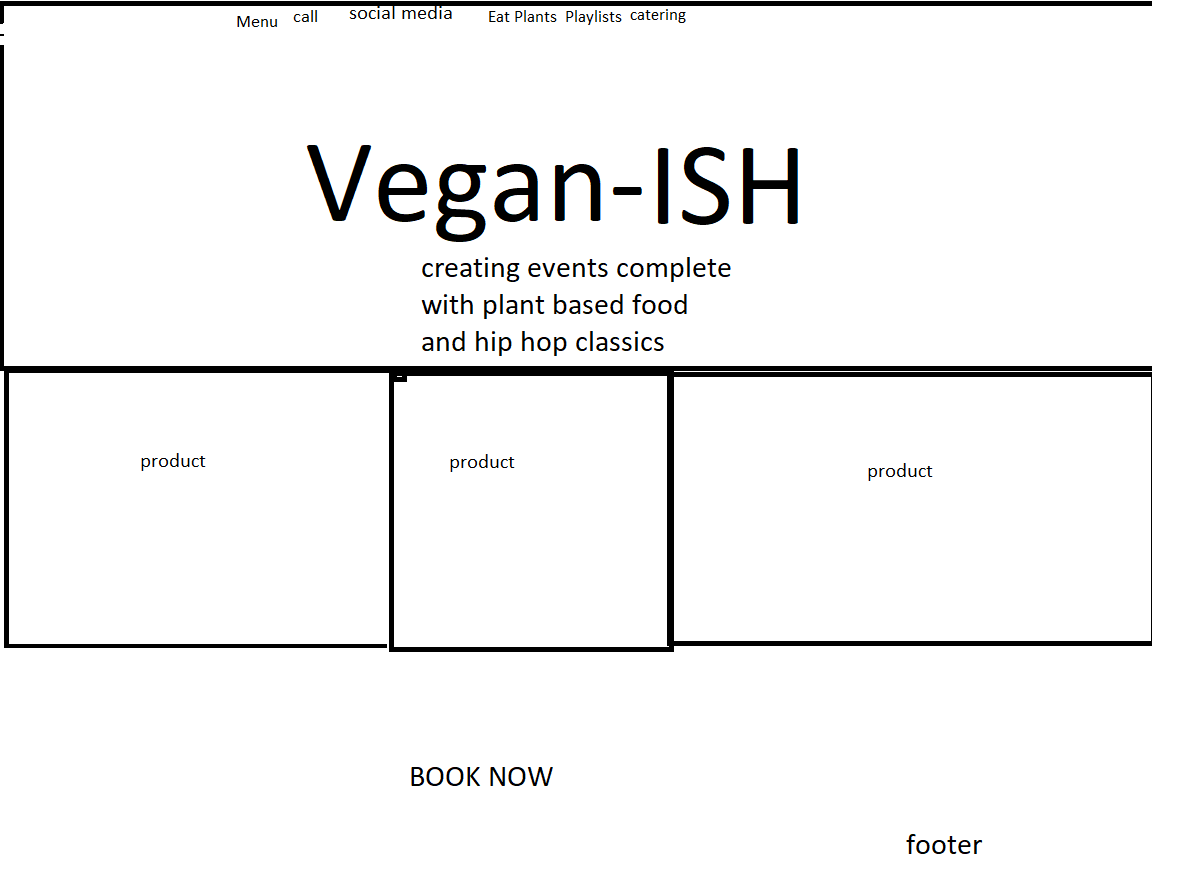 Menu call social media Eat Plants Playlists catering
Vegan-ISH
creating events complete
with plant based food
and hip hop classics
product product product
BOOK NOW
footer